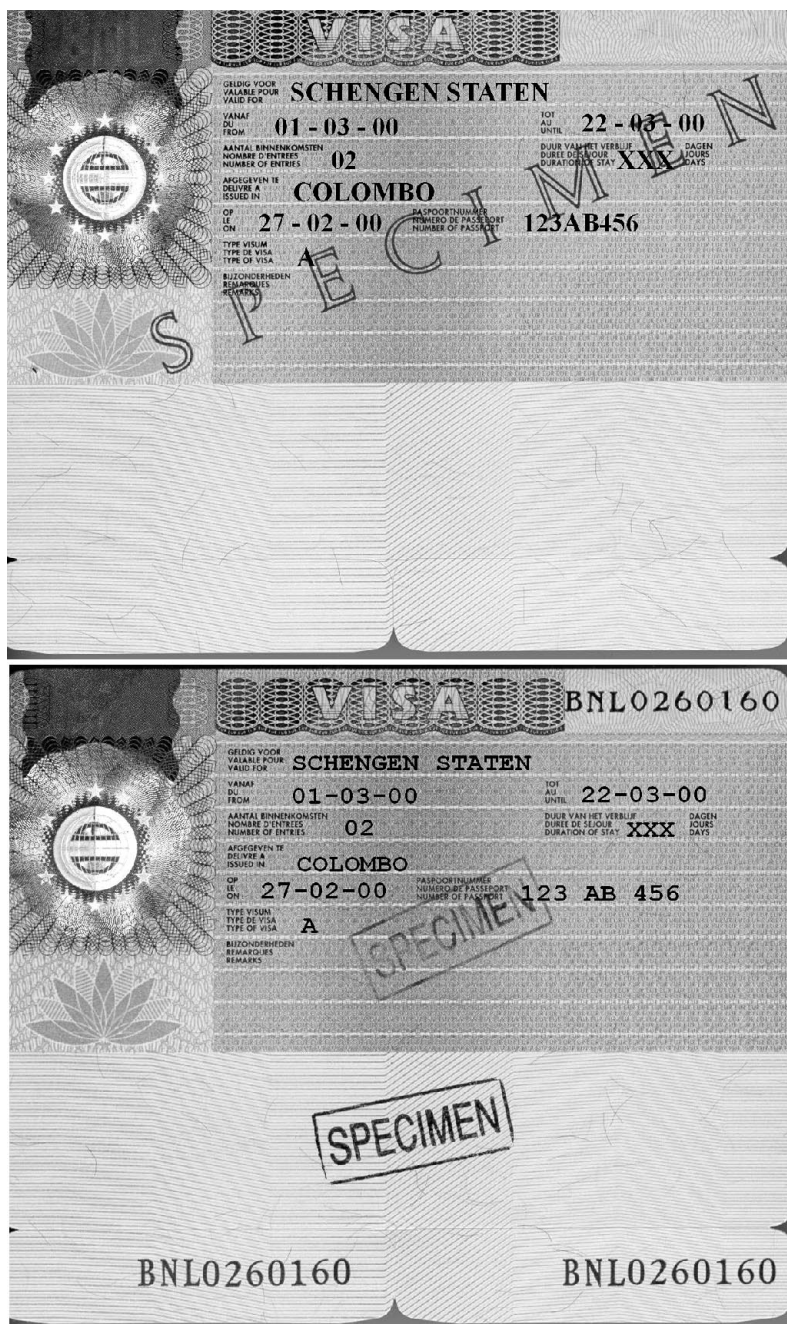 VISA
GELDIG VOOR
VALABLE POUR
VALID FOR
SCHENGEN STATEN
VANAF
DU
FROM
01 - 03 - 00
TOT
AU
UNTIL
22 - 03 - 00
AANTAL BINNENKOMSTEN
NOMBRE D'ENTREES
NUMBER OF ENTRIES
02
DUUR VAN HET VERBLIJF
DUREE DE SEJOUR
DURATION OF STAY
XXX
DAGEN
JOURS
DAYS
AFGEGEVEN TE
DELIVRE A
ISSUED IN
COLOMBO
OP
LE
ON
27 - 02 - 00
PASPOORTNUMMER
NUMERO DE PASSEPORT
NUMBER OF PASSPORT
123AB456
TYPE VISUM
TYPE DE VISA
TYPE OF VISA
A
BIJZONDERHEDEN
REMARQUES
REMARKS
SPECIMEN
VISA
BNL0260160
GELDIG VOOR
VALABLE POUR
VALID FOR
SCHENGEN STATEN
VANAF
DU
FROM
01-03-00
TOT
AU
UNTIL
22-03-00
AANTAL BINNENKOMSTEN
NOMBRE D'ENTREES
NUMBER OF ENTRIES
02
DUUR VAN HET VERBLIJF
DUREE DE SEJOUR
DURATION OF STAY
XXX
DAGEN
JOURS
DAYS
AFGEGEVEN TE
DELIVRE A
ISSUED IN
COLOMBO
OP
LE
ON
27-02-00
PASPOORTNUMMER
NUMERO DE PASSEPORT
NUMBER OF PASSPORT
123 AB 456
TYPE VISUM
TYPE DE VISA
TYPE OF VISA
A
BIJZONDERHEDEN
REMARQUES
REMARKS
SPECIMEN
SPECIMEN
BNL0260160
BNL0260160